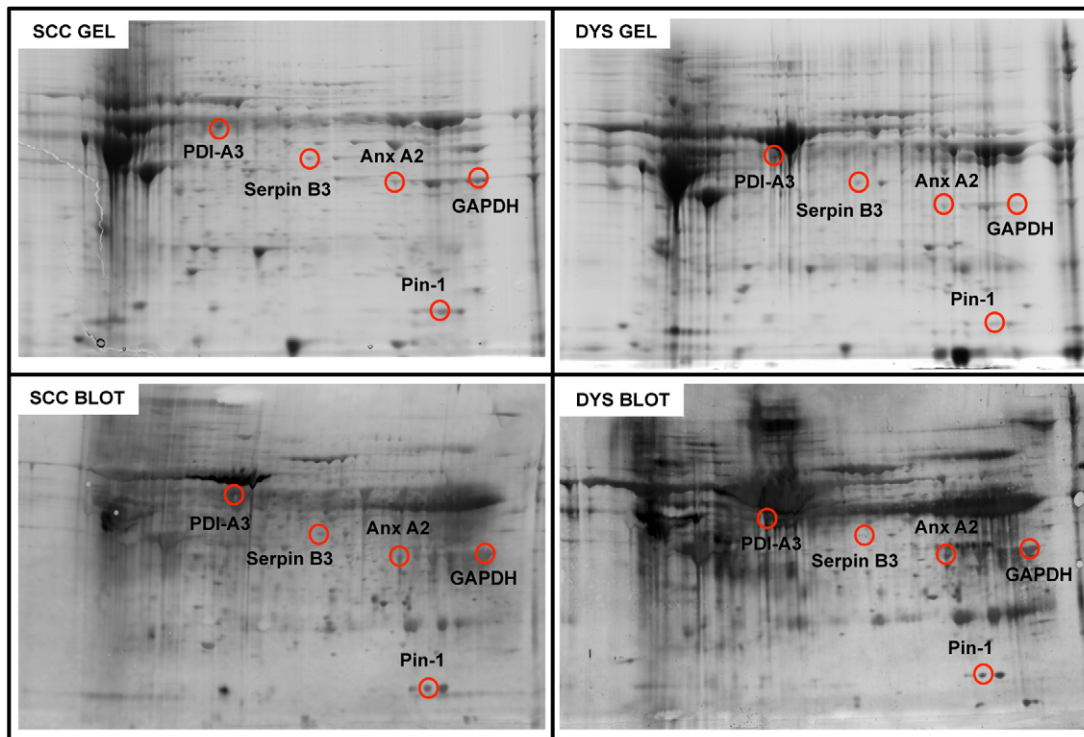 SCC GEL
PDI-A3
Serpin B3
Anx A2
GAPDH
Pin-1
DYS GEL
PDI-A3
Serpin B3
Anx A2
GAPDH
Pin-1
SCC BLOT
PDI-A3
Serpin B3
Anx A2
GAPDH
Pin-1
DYS BLOT
PDI-A3
Serpin B3
Anx A2
GAPDH
Pin-1